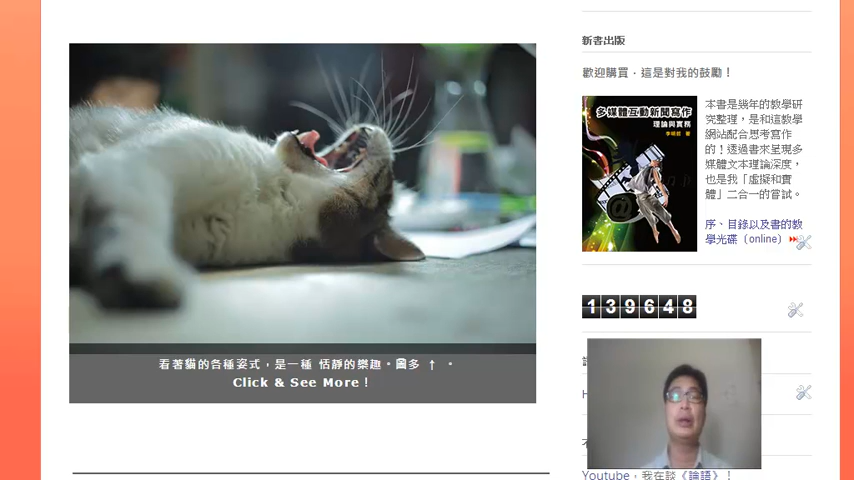 看著貓的各種姿式，是一種 恬靜的樂趣。圖多 ↑ 。
Click & See More！
新書出版
歡迎購買．這是對我的鼓勵！
多媒體互動新聞寫作
理論與實務
本書是幾年的教學研
究整理，是和這教學
網站配合思考寫作
的！透過書來呈現多
媒體文本理論深度，
也是我「虛擬和實
體」二合一的嘗試。
序、目錄以及書的教
學光碟（online）
139648
Youtube，我在談《論語》！